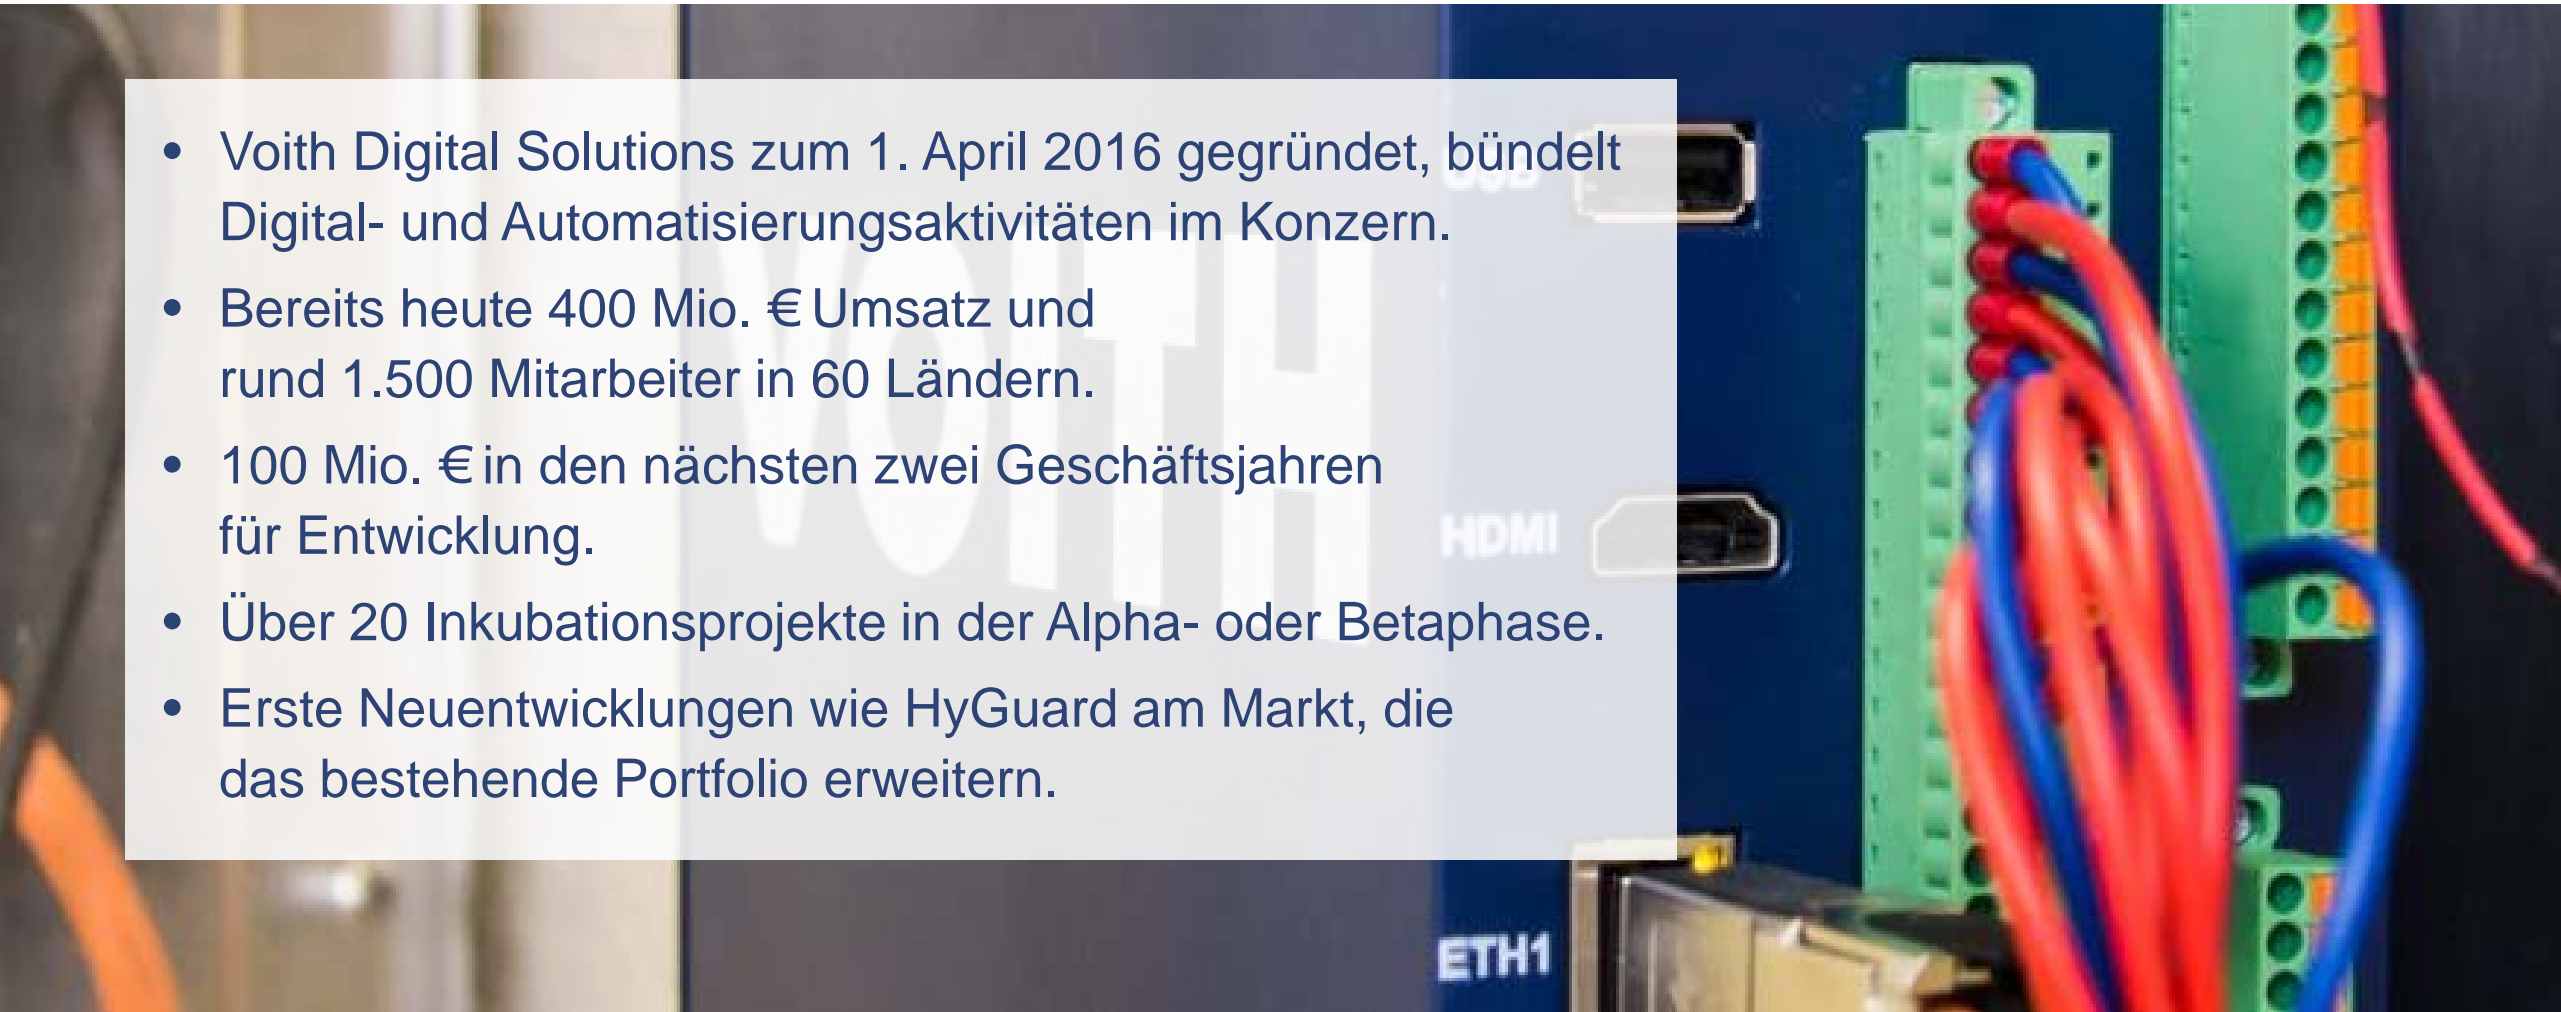 • Voith Digital Solutions zum 1. April 2016 gegründet, bündelt
Digital- und Automatisierungsaktivitäten im Konzern.
• Bereits heute 400 Mio. € Umsatz und
rund 1.500 Mitarbeiter in 60 Ländern.
• 100 Mio. € in den nächsten zwei Geschäftsjahren
für Entwicklung.
• Über 20 Inkubationsprojekte in der Alpha- oder Betaphase.
• Erste Neuentwicklungen wie HyGuard am Markt, die
das bestehende Portfolio erweitern.
VOITH
USB
HDMI
ETH1